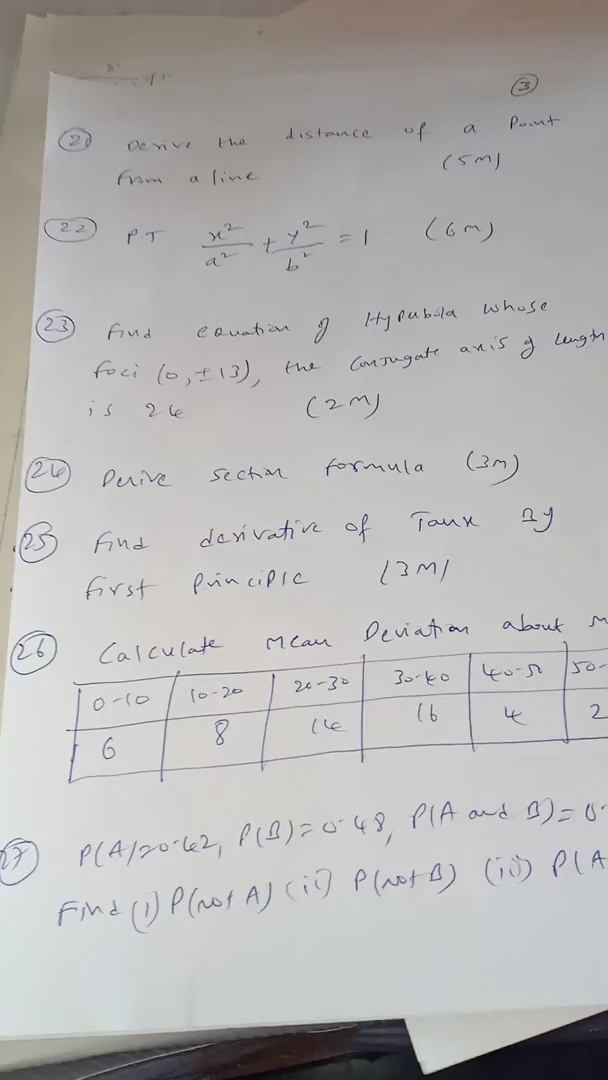 3
21 Derive the distance of a Point
from a line (5M)
22 P.T x²/a² + y²/b² = 1 (6M)
23 Find equation of Hypubola whose
foci (0, ±13), the conjugate axis of length
is 24 (2M)
24 Derive section formula (3M)
25 Find derivative of Tanx By
first principle (3M)
26 Calculate mean Deviation about M
0-10 10-20 20-30 30-40 40-50 50-
6 8 14 16 4 2
27 P(A)=0.42, P(B)=0.48, P(A and B)=0.
Find (i) P(not A) (ii) P(not B) (iii) P(A